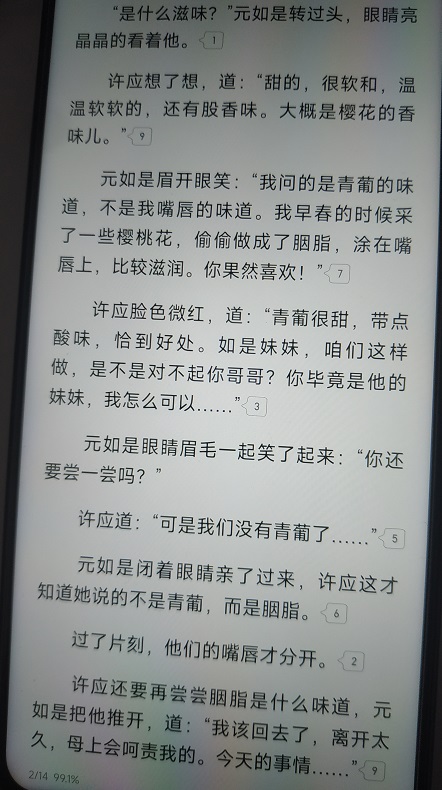 “是什么滋味？”元如是转过头，眼睛亮
晶晶的看着他。 1
许应想了想，道：“甜的，很软和，温
温软软的，还有股香味。大概是樱花的香
味儿。” 9
元如是眉开眼笑：“我问的是青葡的味
道，不是我嘴唇的味道。我早春的时候采
了一些樱桃花，偷偷做成了胭脂，涂在嘴
唇上，比较滋润。你果然喜欢！” 7
许应脸色微红，道：“青葡很甜，带点
酸味，恰到好处。如是妹妹，咱们这样
做，是不是对不起你哥哥？你毕竟是他的
妹妹，我怎么可以……” 3
元如是眼睛眉毛一起笑了起来：“你还
要尝一尝吗？”
许应道：“可是我们没有青葡了……” 5
元如是闭着眼睛亲了过来，许应这才
知道她说的不是青葡，而是胭脂。 6
过了片刻，他们的嘴唇才分开。 2
许应还要再尝尝胭脂是什么味道，元
如是把他推开，道：“我该回去了，离开太
久，母上会呵责我的。今天的事情……” 9
2/14 99.1%